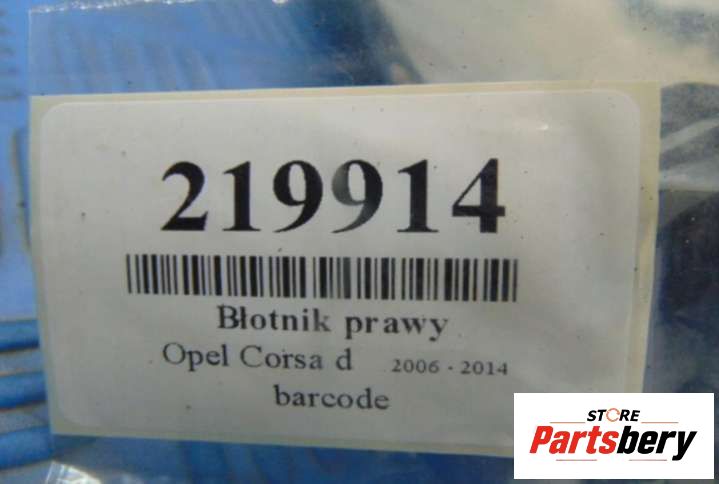 219914
Błotnik prawy
Opel Corsa d 2006 - 2014
barcode
STORE
Partsbery